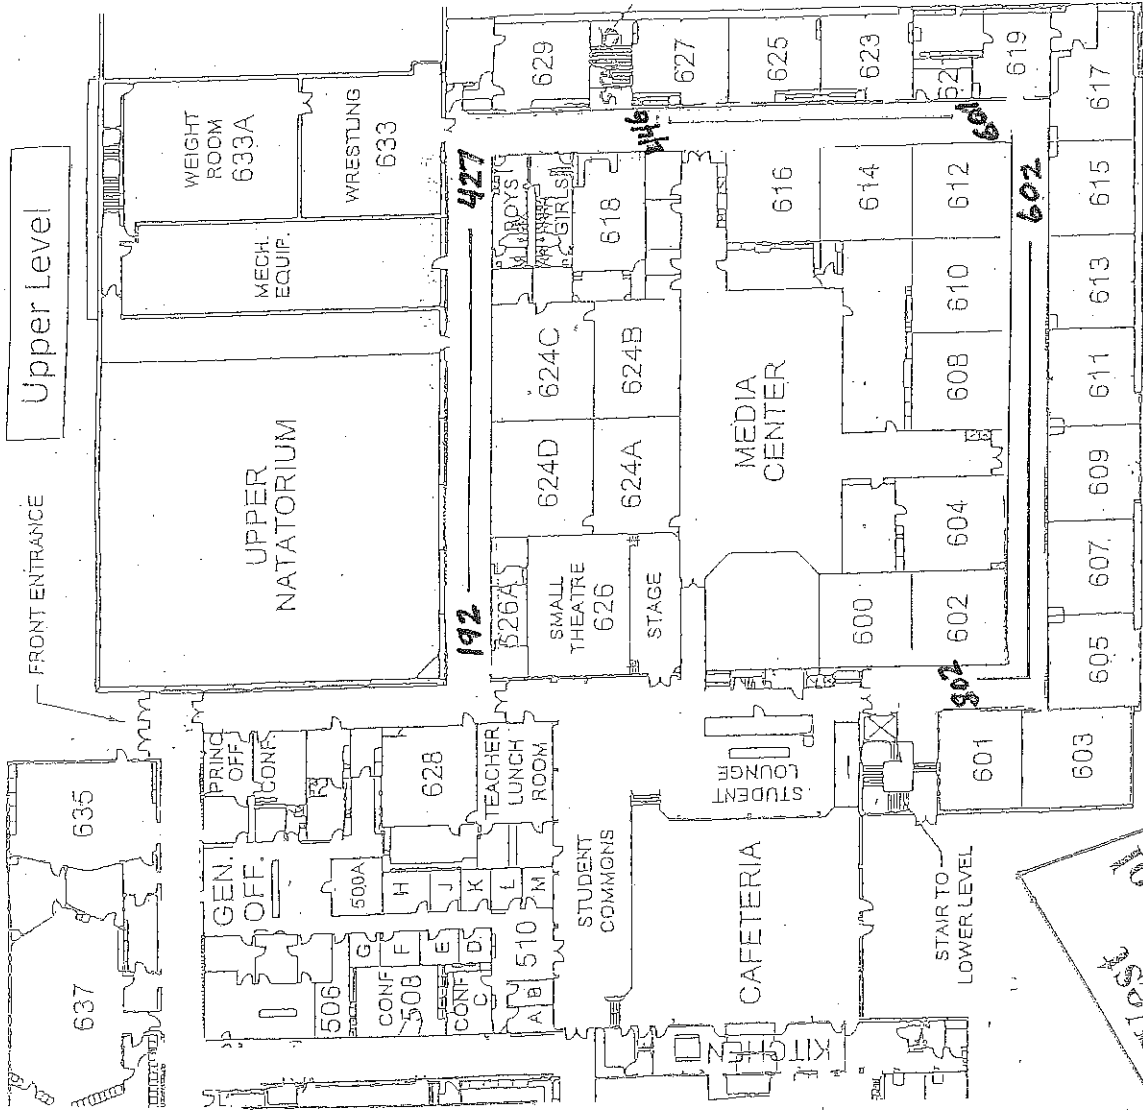 Upper Level
FRONT ENTRANCE
WEIGHT
ROOM
633A
WRESTLING
633
MECH.
EQUIP.
UPPER
NATATORIUM
629
627
625
623
619
617
446
601
427
192
602
802
BOYS
GIRLS
618
616
614
612
615
610
613
608
611
609
604
607
600
602
605
601
603
624C
624B
624D
624A
MEDIA
CENTER
526A
SMALL
THEATRE
626
STAGE
635
637
PRINC
OFF
CONF
628
TEACHER
LUNCH
ROOM
GEN.
OFF.
500A
H
J
K
L
M
G
F
E
D
506
CONF
508
CONF
C
510
A
B
STUDENT
COMMONS
STUDENT
LOUNGE
CAFETERIA
KITCHEN
STAIR TO
LOWER LEVEL